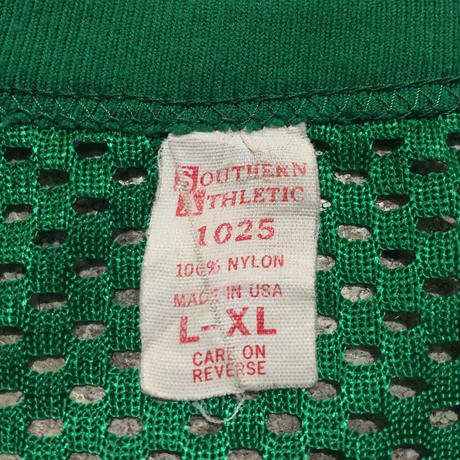 SOUTHERN
ATHLETIC
1025
100% NYLON
MADE IN USA
L-XL
CARE ON
REVERSE